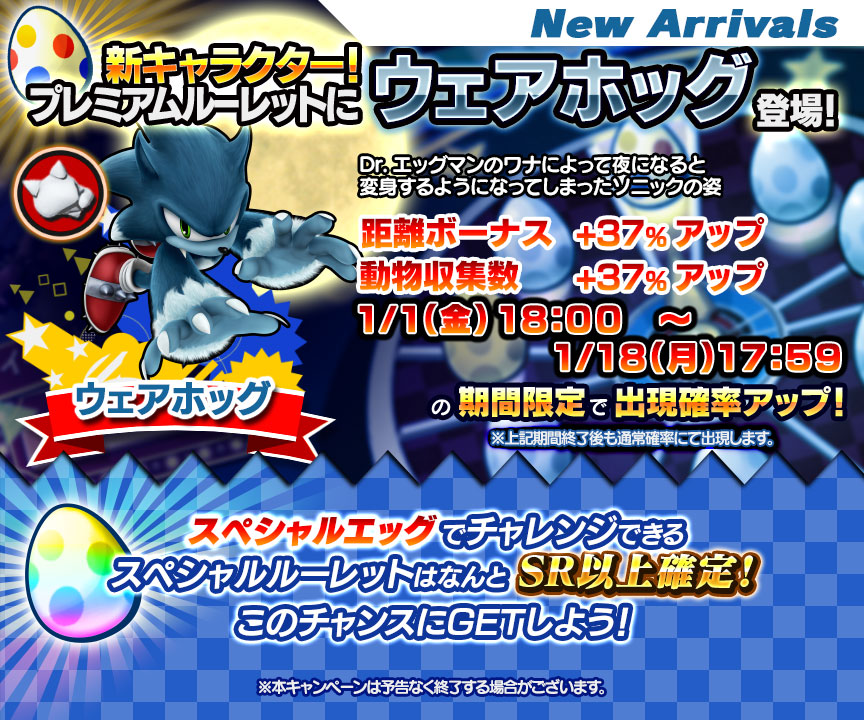 New Arrivals
新キャラクター!
プレミアムルーレットに ウェアホッグ 登場!
Dr.エッグマンのワナによって夜になると
変身するようになってしまったソニックの姿
距離ボーナス +37%アップ
動物収集数 +37%アップ
1/1(金)18:00 ～
1/18(月)17:59
の 期間限定で 出現確率アップ!
※上記期間終了後も通常確率にて出現します。
ウェアホッグ
スペシャルエッグでチャレンジできる
スペシャルルーレットはなんと SR以上確定!
このチャンスにGETしよう!
※本キャンペーンは予告なく終了する場合がございます。